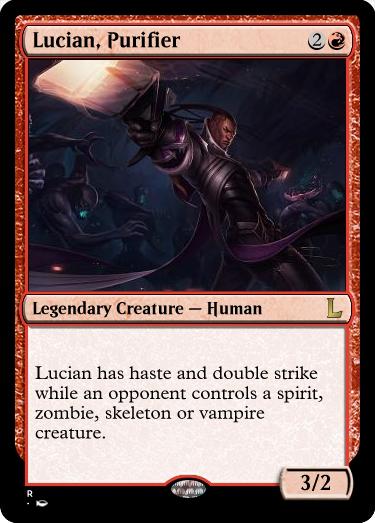 Lucian, Purifier 2
Legendary Creature — Human L
Lucian has haste and double strike
while an opponent controls a spirit,
zombie, skeleton or vampire
creature.
3/2
R